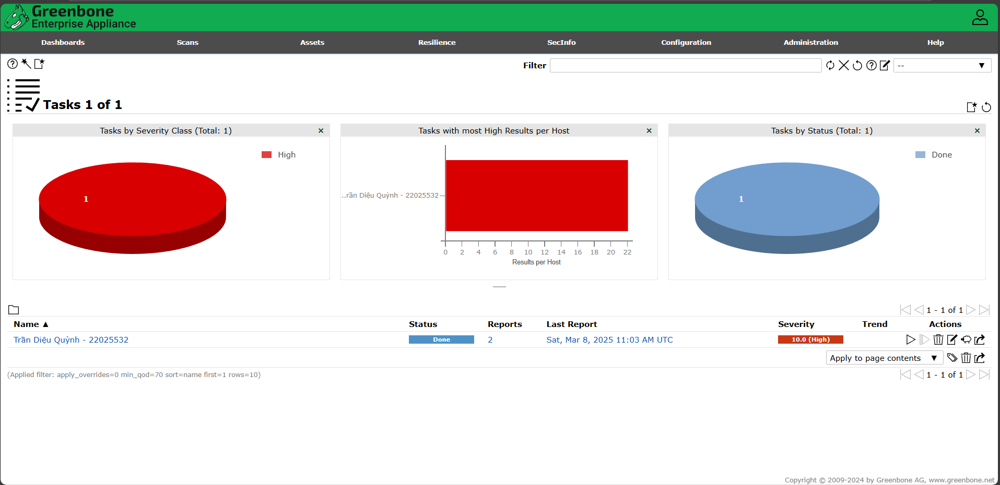 Greenbone
Enterprise Appliance
Dashboards Scans Assets Resilience SecInfo Configuration Administration Help
Filter --
Tasks 1 of 1
Tasks by Severity Class (Total: 1)
High
1
Tasks with most High Results per Host
..rần Diệu Quỳnh - 22025532
0 2 4 6 8 10 12 14 16 18 20 22
Results per Host
Tasks by Status (Total: 1)
Done
1
1 - 1 of 1
Name ▲ Status Reports Last Report Severity Trend Actions
Trần Diệu Quỳnh - 22025532 Done 2 Sat, Mar 8, 2025 11:03 AM UTC 10.0 (High)
Apply to page contents ▼
(Applied filter: apply_overrides=0 min_qod=70 sort=name first=1 rows=10) 1 - 1 of 1
Copyright © 2009-2024 by Greenbone AG, www.greenbone.net